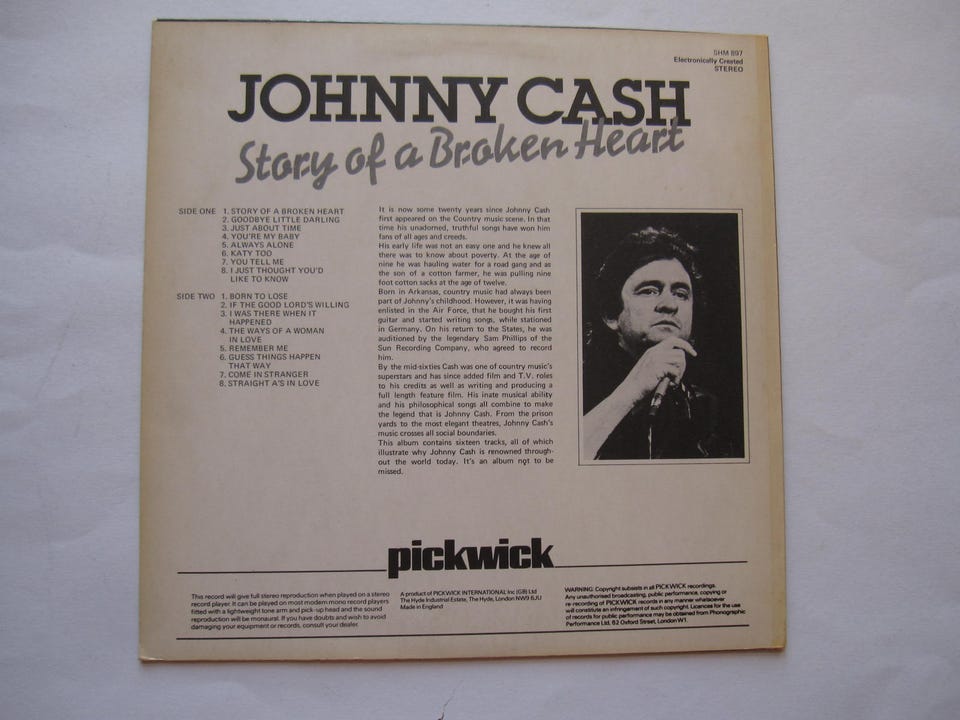 SHM 897
Electronically Created
STEREO
JOHNNY CASH
Story of a Broken Heart
SIDE ONE 1. STORY OF A BROKEN HEART
2. GOODBYE LITTLE DARLING
3. JUST ABOUT TIME
4. YOU'RE MY BABY
5. ALWAYS ALONE
6. KATY TOO
7. YOU TELL ME
8. I JUST THOUGHT YOU'D
LIKE TO KNOW
SIDE TWO 1. BORN TO LOSE
2. IF THE GOOD LORD'S WILLING
3. I WAS THERE WHEN IT
HAPPENED
4. THE WAYS OF A WOMAN
IN LOVE
5. REMEMBER ME
6. GUESS THINGS HAPPEN
THAT WAY
7. COME IN STRANGER
8. STRAIGHT A'S IN LOVE
It is now some twenty years since Johnny Cash
first appeared on the Country music scene. In that
time his unadorned, truthful songs have won him
fans of all ages and creeds.
His early life was not an easy one and he knew all
there was to know about poverty. At the age of
nine he was hauling water for a road gang and as
the son of a cotton farmer, he was pulling nine
foot cotton sacks at the age of twelve.
Born in Arkansas, country music had always been
part of Johnny's childhood. However, it was having
enlisted in the Air Force, that he bought his first
guitar and started writing songs, while stationed
in Germany. On his return to the States, he was
auditioned by the legendary Sam Phillips of the
Sun Recording Company, who agreed to record
him.
By the mid-sixties Cash was one of country music's
superstars and has since added film and T.V. roles
to his credits as well as writing and producing a
full length feature film. His inate musical ability
and his philosophical songs all combine to make
the legend that is Johnny Cash. From the prison
yards to the most elegant theatres, Johnny Cash's
music crosses all social boundaries.
This album contains sixteen tracks, all of which
illustrate why Johnny Cash is renowned through-
out the world today. It's an album not to be
missed.
pickwick
This record will give full stereo reproduction when played on a stereo
record player. It can be played on most modern mono record players
fitted with a lightweight tone arm and pick-up head and the sound
reproduction will be monaural. If you have doubts and wish to avoid
damaging your equipment or records, consult your dealer.
A product of PICKWICK INTERNATIONAL Inc (GB) Ltd
The Hyde Industrial Estate, The Hyde, London NW9 6JU
Made in England
WARNING: Copyright subsists in all PICKWICK recordings.
Any unauthorised broadcasting, public performance, copying or
re-recording of PICKWICK records in any manner whatsoever
will constitute an infringement of such copyright. Licences for the use
of records for public performance may be obtained from Phonographic
Performance Ltd, 62 Oxford Street, London W1.